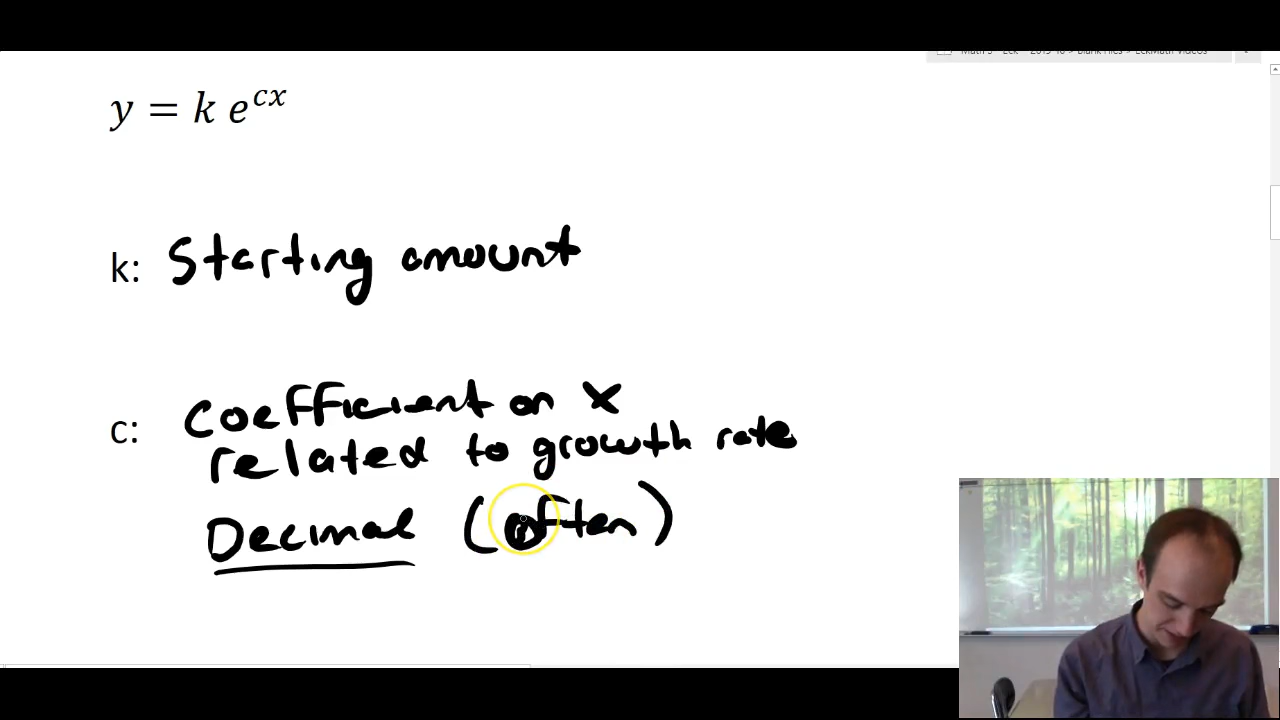 y = k e^{cx}
k: Starting amount
c: Coefficient on x
related to growth rate
Decimal (often)